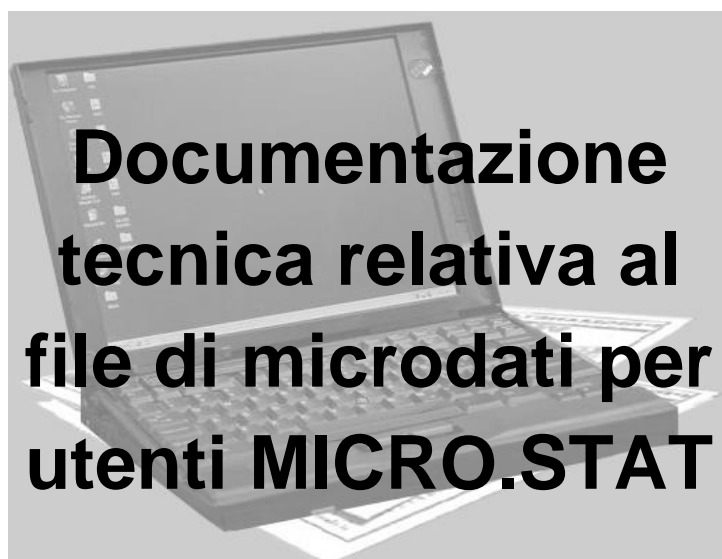 Documentazione
tecnica relativa al
file di microdati per
utenti MICRO.STAT